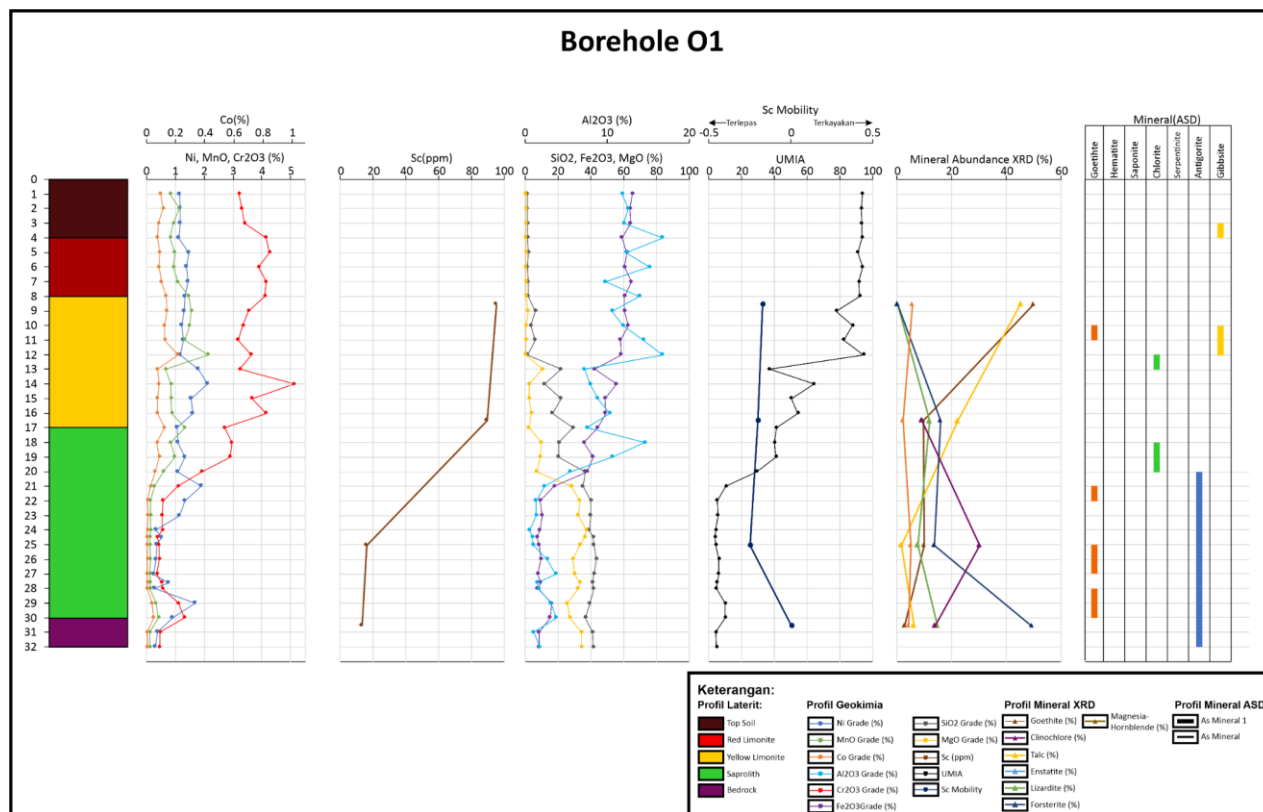 Borehole O1
Co(%)
0 0.2 0.4 0.6 0.8 1
Ni, MnO, Cr2O3 (%)
0 1 2 3 4 5
Sc(ppm)
0 20 40 60 80 100
Al2O3 (%)
0 10 20
SiO2, Fe2O3, MgO (%)
0 20 40 60 80 100
Sc Mobility
Terlepas Terkayakan
-0.5 0 0.5
UMIA
0 20 40 60 80 100
Mineral Abundance XRD (%)
0 20 40 60
Mineral(ASD)
Goetihte
Hematite
Saponite
Chlorite
Serpentinite
Antigorite
Gibbsite
0
1
2
3
4
5
6
7
8
9
10
11
12
13
14
15
16
17
18
19
20
21
22
23
24
25
26
27
28
29
30
31
32
Keterangan:
Profil Laterit:
Top Soil
Red Limonite
Yellow Limonite
Saprolith
Bedrock
Profil Geokimia
Ni Grade (%)
MnO Grade (%)
Co Grade (%)
Al2O3 Grade (%)
Cr2O3 Grade (%)
Fe2O3Grade (%)
SiO2 Grade (%)
MgO Grade (%)
Sc (ppm)
UMIA
Sc Mobility
Profil Mineral XRD
Goethite (%)
Clinochlore (%)
Talc (%)
Enstatite (%)
Lizardite (%)
Forsterite (%)
Magnesia-
Hornblende (%)
Profil Mineral ASD
As Mineral 1
As Mineral